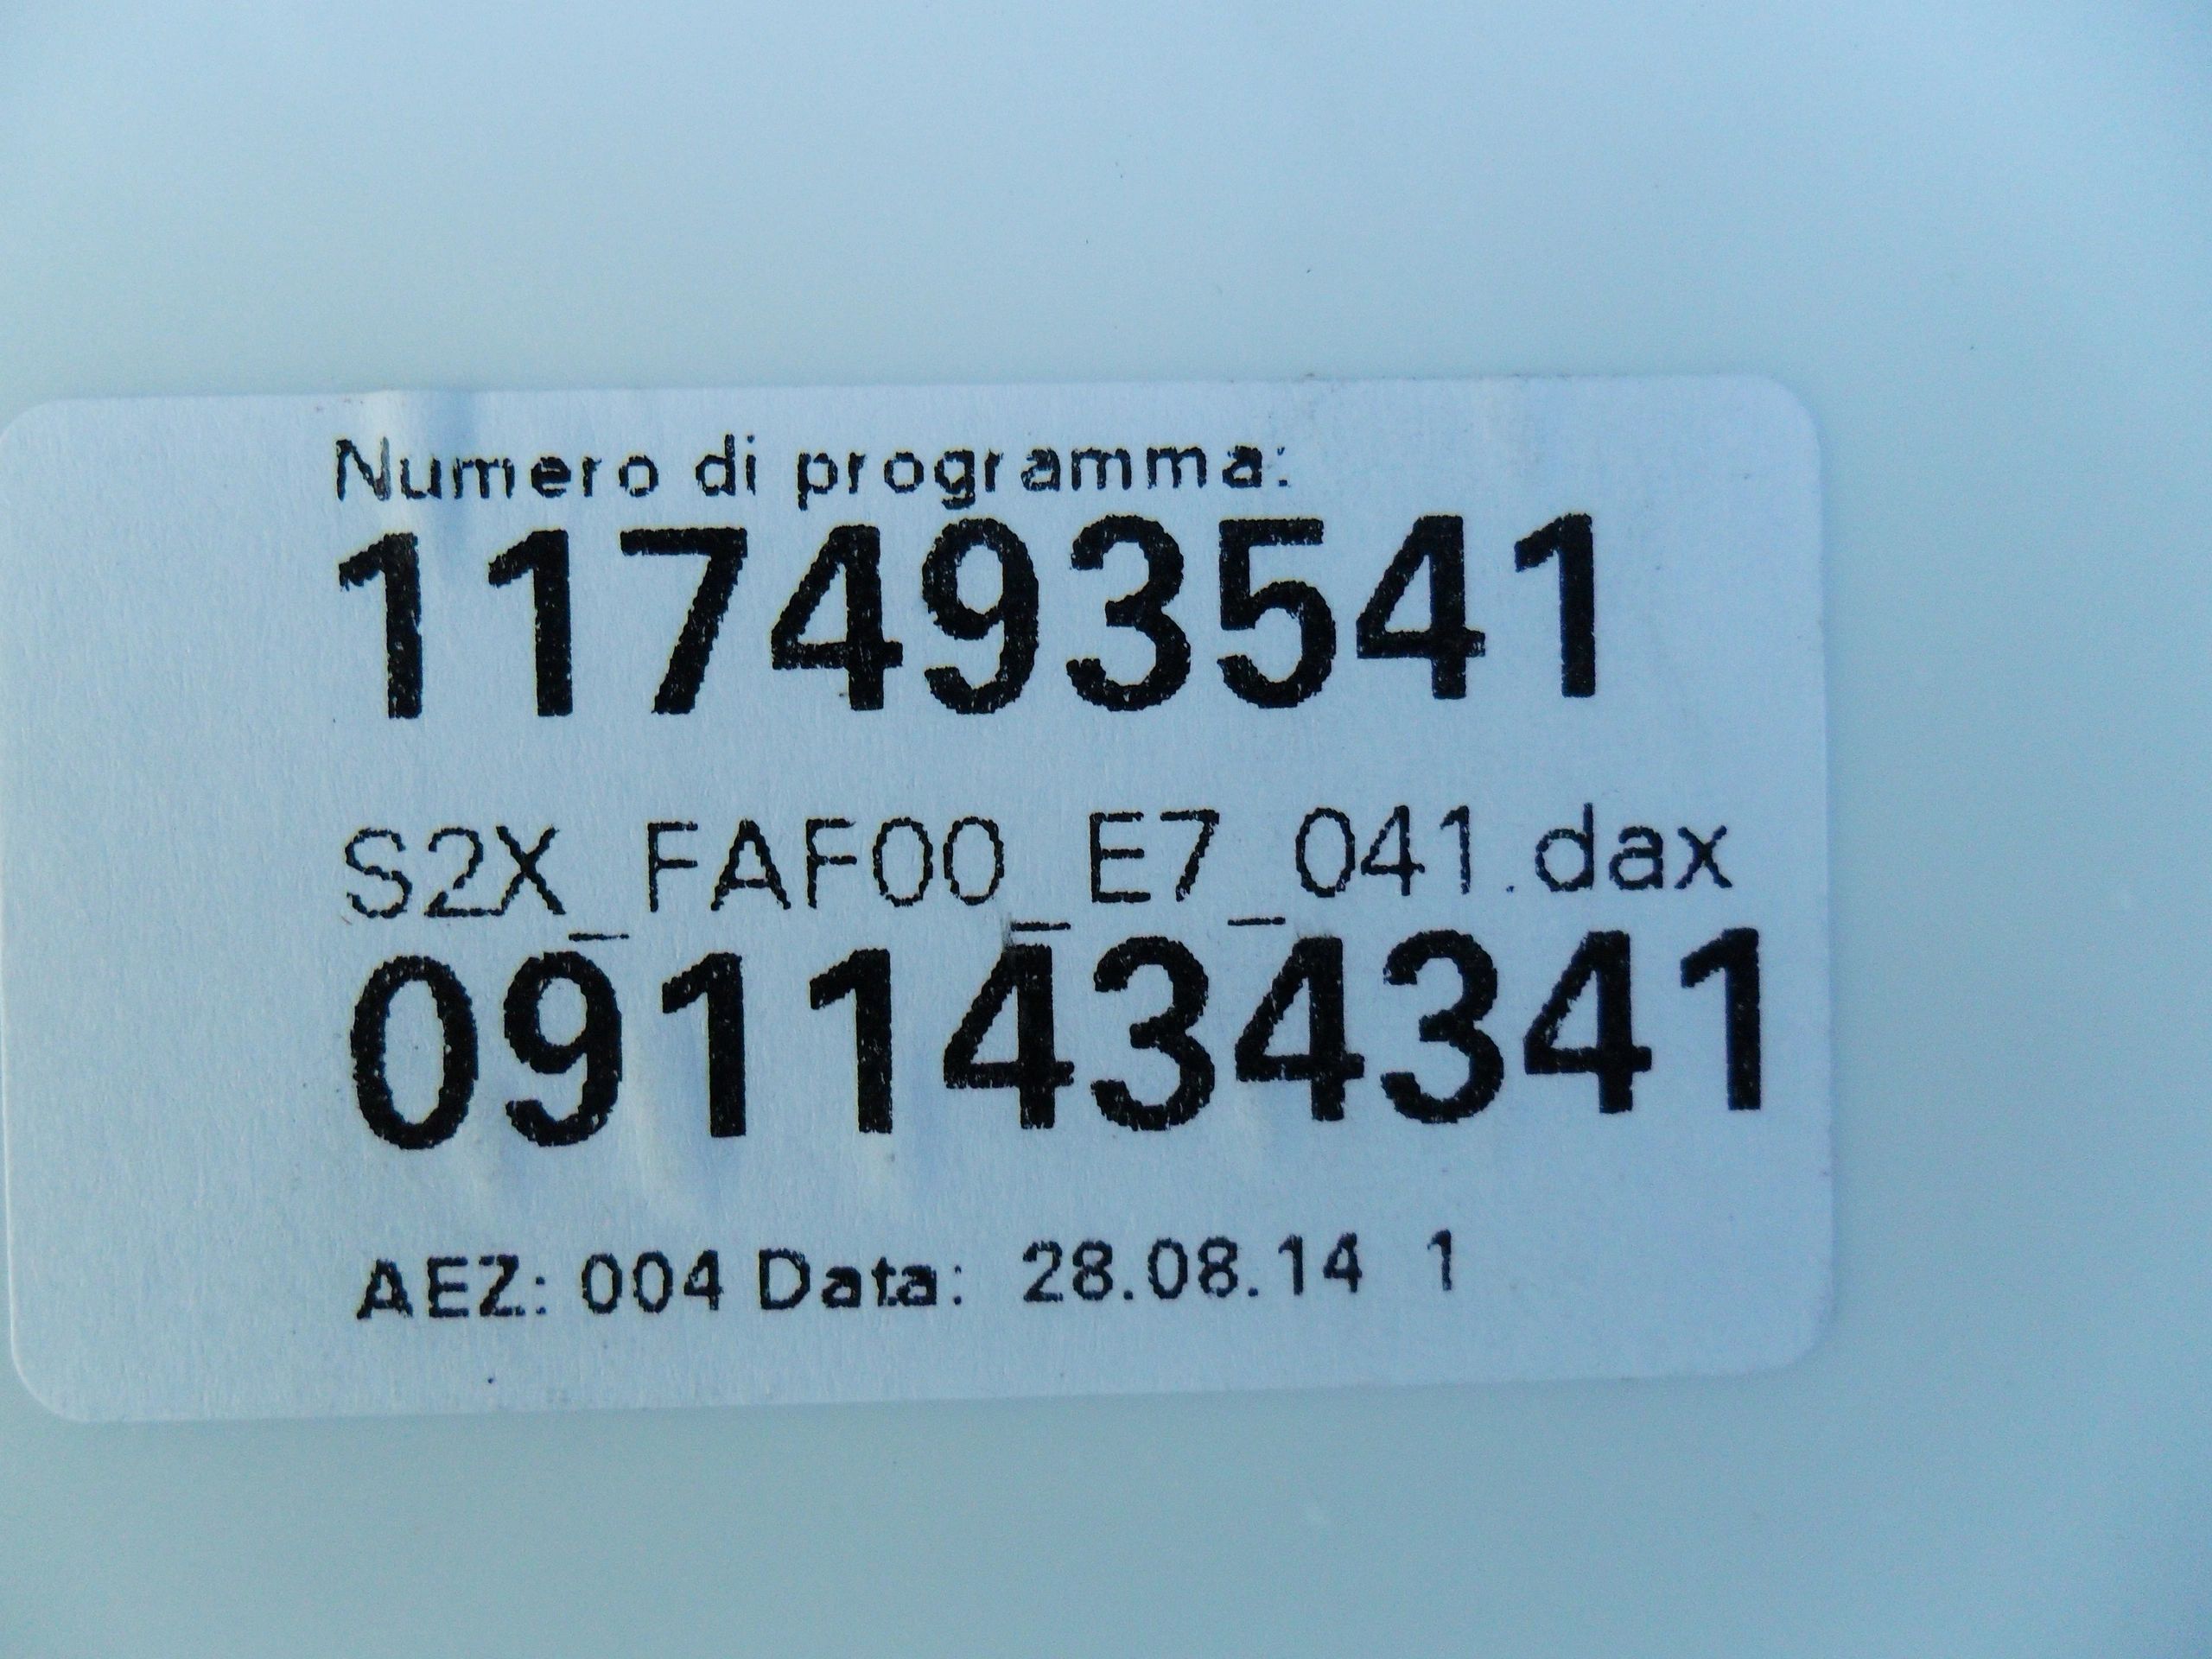 Numero di programma:
117493541
S2X_FAF00_E7_041.dax
0911434341
AEZ: 004 Data: 28.08.14 1